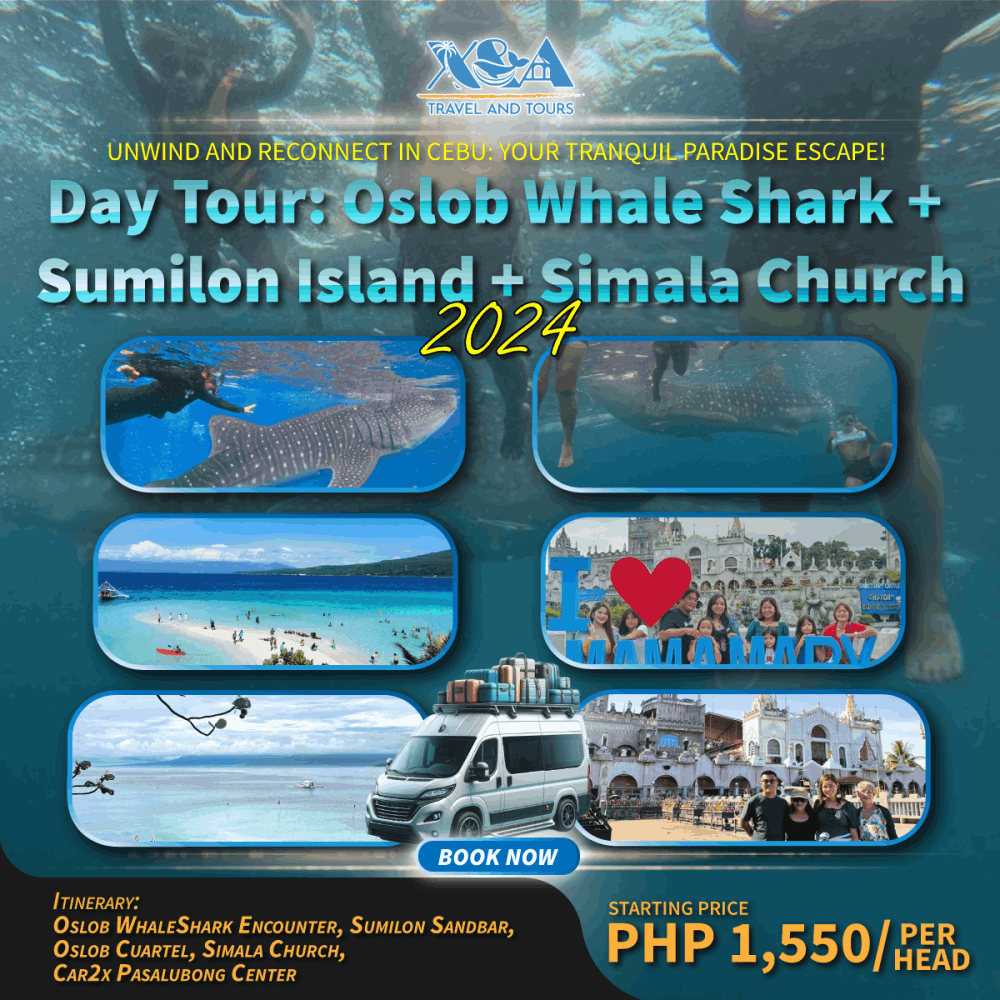 X&A
TRAVEL AND TOURS
UNWIND AND RECONNECT IN CEBU: YOUR TRANQUIL PARADISE ESCAPE!
Day Tour: Oslob Whale Shark +
Sumilon Island + Simala Church
2024
I
MAMA MARY
BOOK NOW
ITINERARY:
OSLOB WHALESHARK ENCOUNTER, SUMILON SANDBAR,
OSLOB CUARTEL, SIMALA CHURCH,
CAR2X PASALUBONG CENTER
STARTING PRICE
PHP 1,550/ PER
HEAD